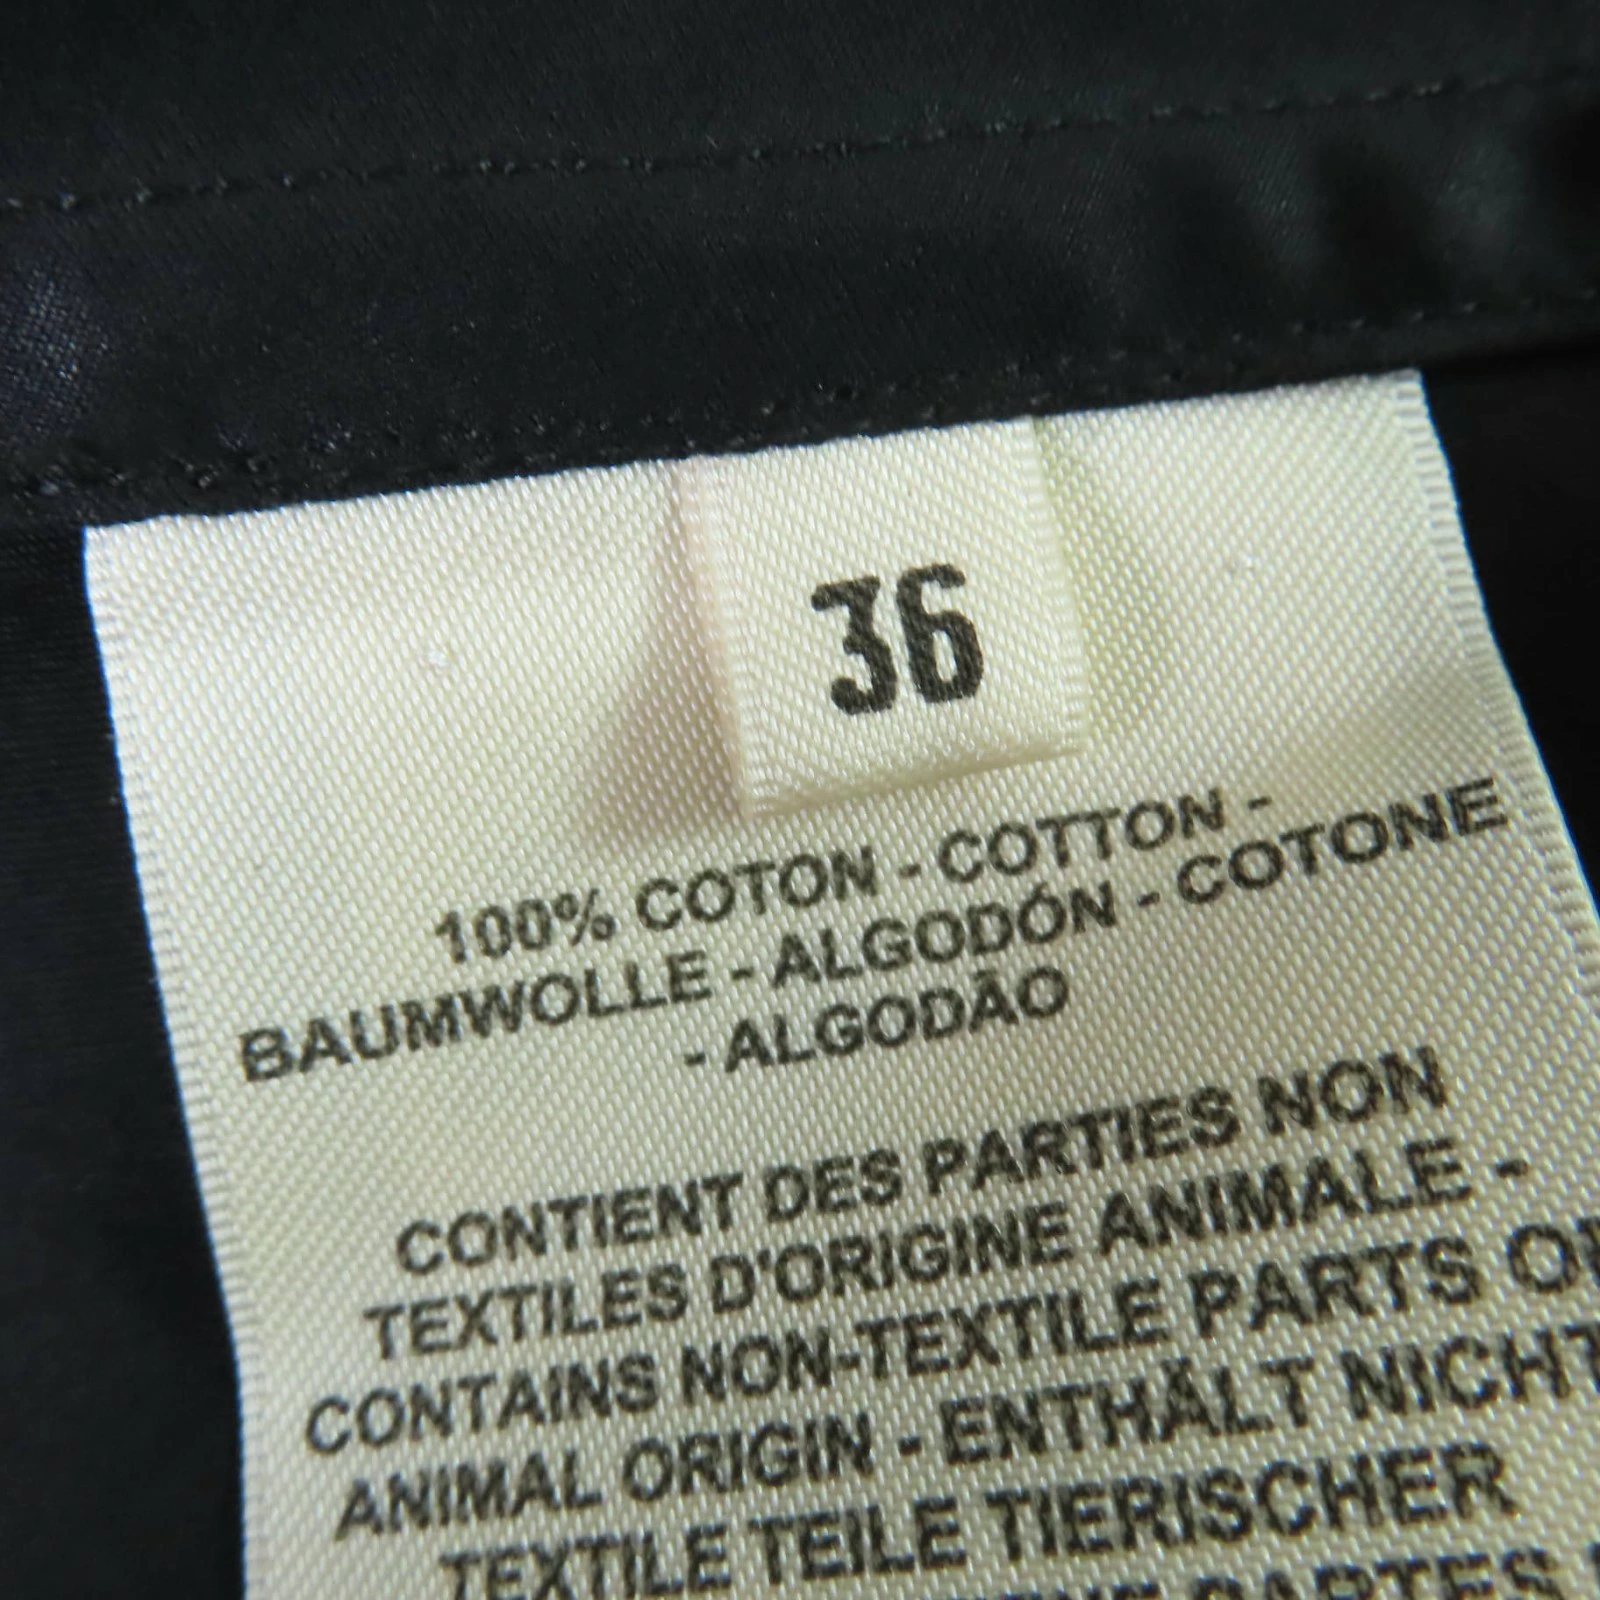 36
100% COTON - COTTON -
BAUMWOLLE - ALGODÓN - COTONE
- ALGODÃO
CONTIENT DES PARTIES NON
TEXTILES D'ORIGINE ANIMALE -
CONTAINS NON-TEXTILE PARTS
ANIMAL ORIGIN - ENTHÄLT NICHT
TEXTILE TEILE TIERISCHER